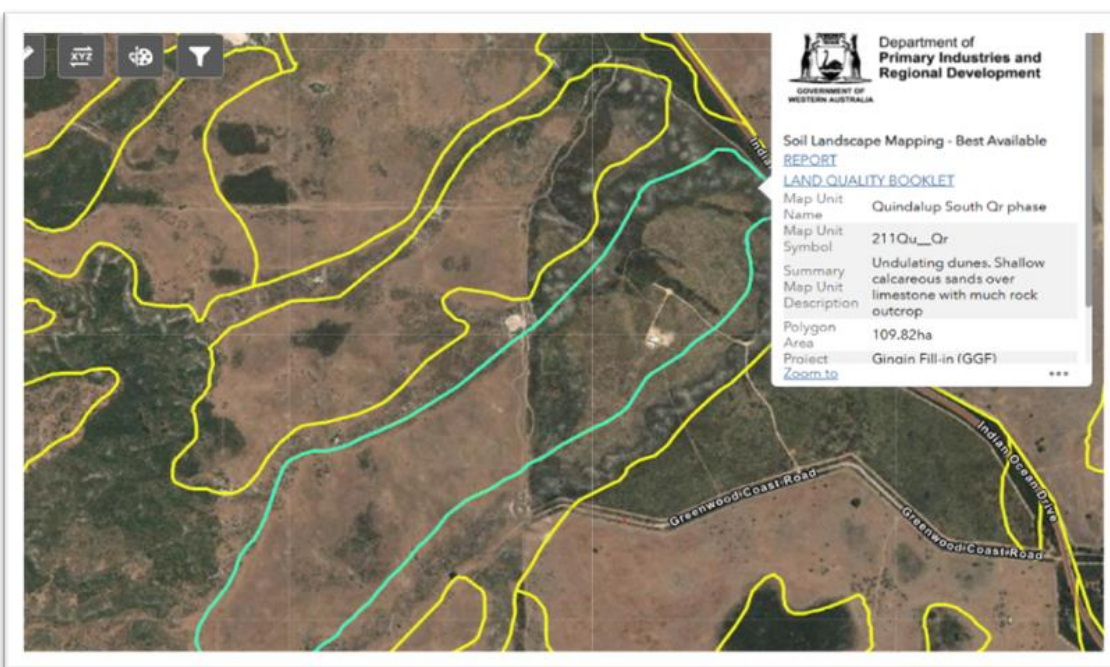 XYZ
Department of
Primary Industries and
Regional Development
GOVERNMENT OF
WESTERN AUSTRALIA
Soil Landscape Mapping - Best Available
REPORT
LAND QUALITY BOOKLET
Map Unit
Name
Quindalup South Qr phase
Map Unit
Symbol
211Qu__Qr
Summary
Map Unit
Description
Undulating dunes. Shallow
calcareous sands over
limestone with much rock
outcrop
Polygon
Area
109.82ha
Project
Gingin Fill-in (GGF)
Zoom to
India
Indian Ocean Drive
Greenwood Coast Road
Greenwood Coast Road